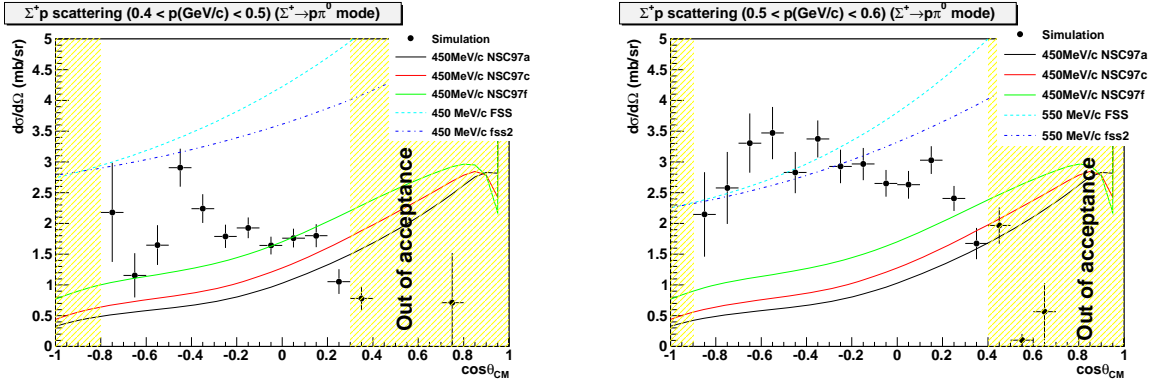 Σ⁺p scattering (0.4 < p(GeV/c) < 0.5) (Σ⁺→pπ⁰ mode)
dσ/dΩ (mb/sr)
5
4.5
4
3.5
3
2.5
2
1.5
1
0.5
0
Simulation
450MeV/c NSC97a
450MeV/c NSC97c
450MeV/c NSC97f
450 MeV/c FSS
450 MeV/c fss2
Out of acceptance
-1 -0.8 -0.6 -0.4 -0.2 0 0.2 0.4 0.6 0.8 1
cosθCM
Σ⁺p scattering (0.5 < p(GeV/c) < 0.6) (Σ⁺→pπ⁰ mode)
dσ/dΩ (mb/sr)
5
4.5
4
3.5
3
2.5
2
1.5
1
0.5
0
Simulation
450MeV/c NSC97a
450MeV/c NSC97c
450MeV/c NSC97f
550 MeV/c FSS
550 MeV/c fss2
Out of acceptance
-1 -0.8 -0.6 -0.4 -0.2 0 0.2 0.4 0.6 0.8 1
cosθCM